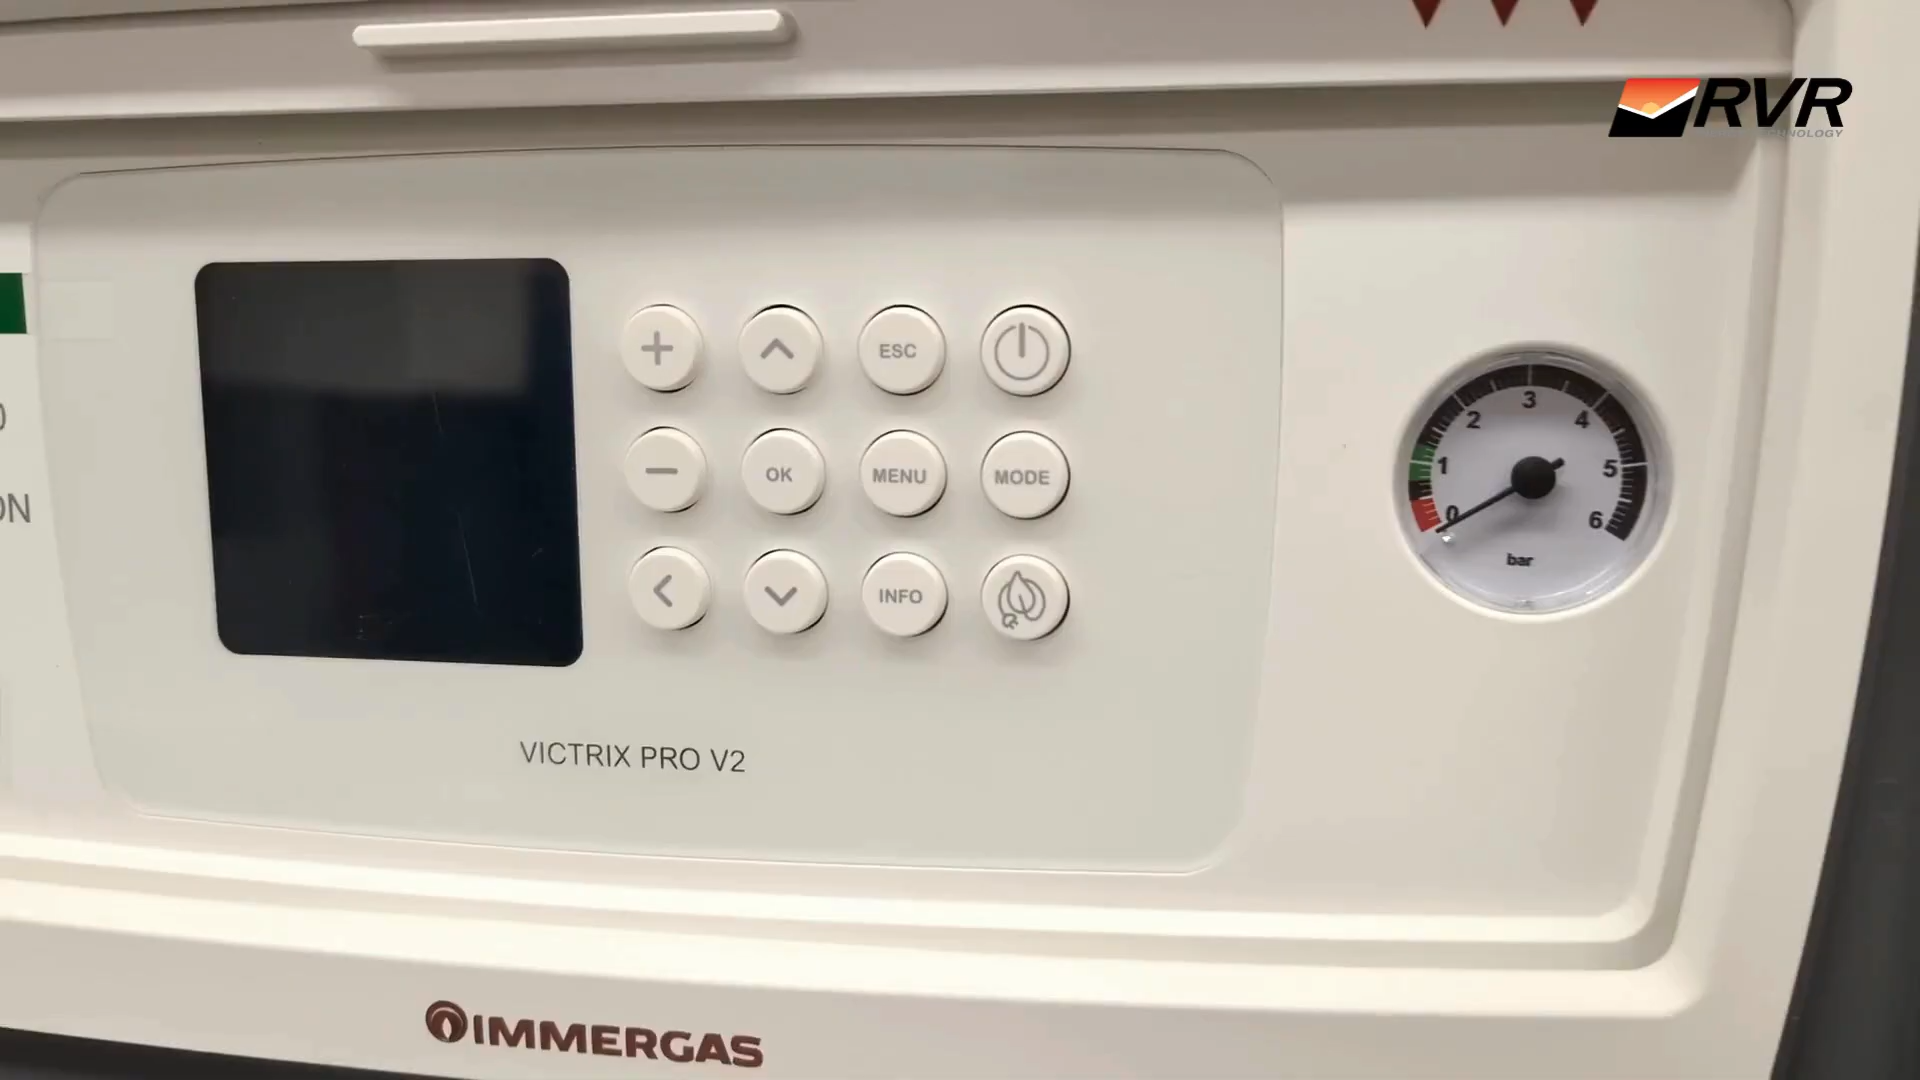 RVR
ESC
OK
MENU
MODE
INFO
0
1
2
3
4
5
6
bar
VICTRIX PRO V2
IMMERGAS